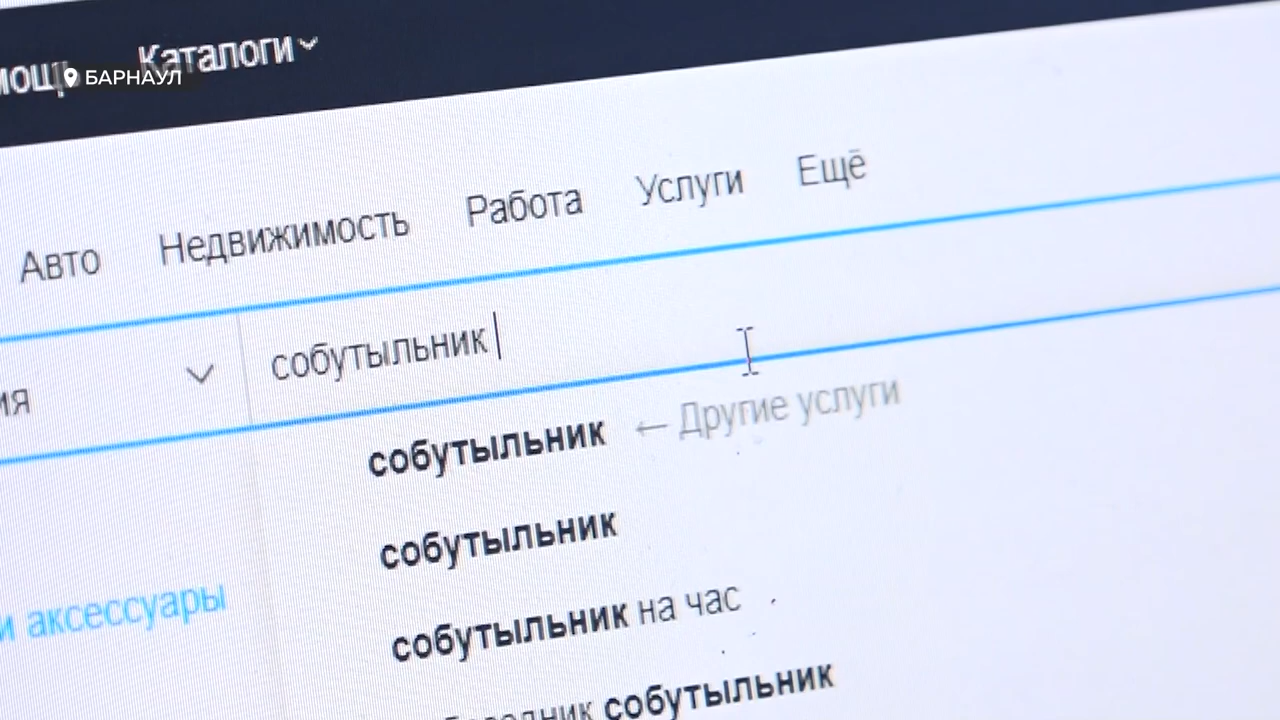 Каталоги
БАРНАУЛ
Авто Недвижимость Работа Услуги Ещё
собутыльник
собутыльник ← Другие услуги
собутыльник
и аксессуары
собутыльник на час
собутыльник